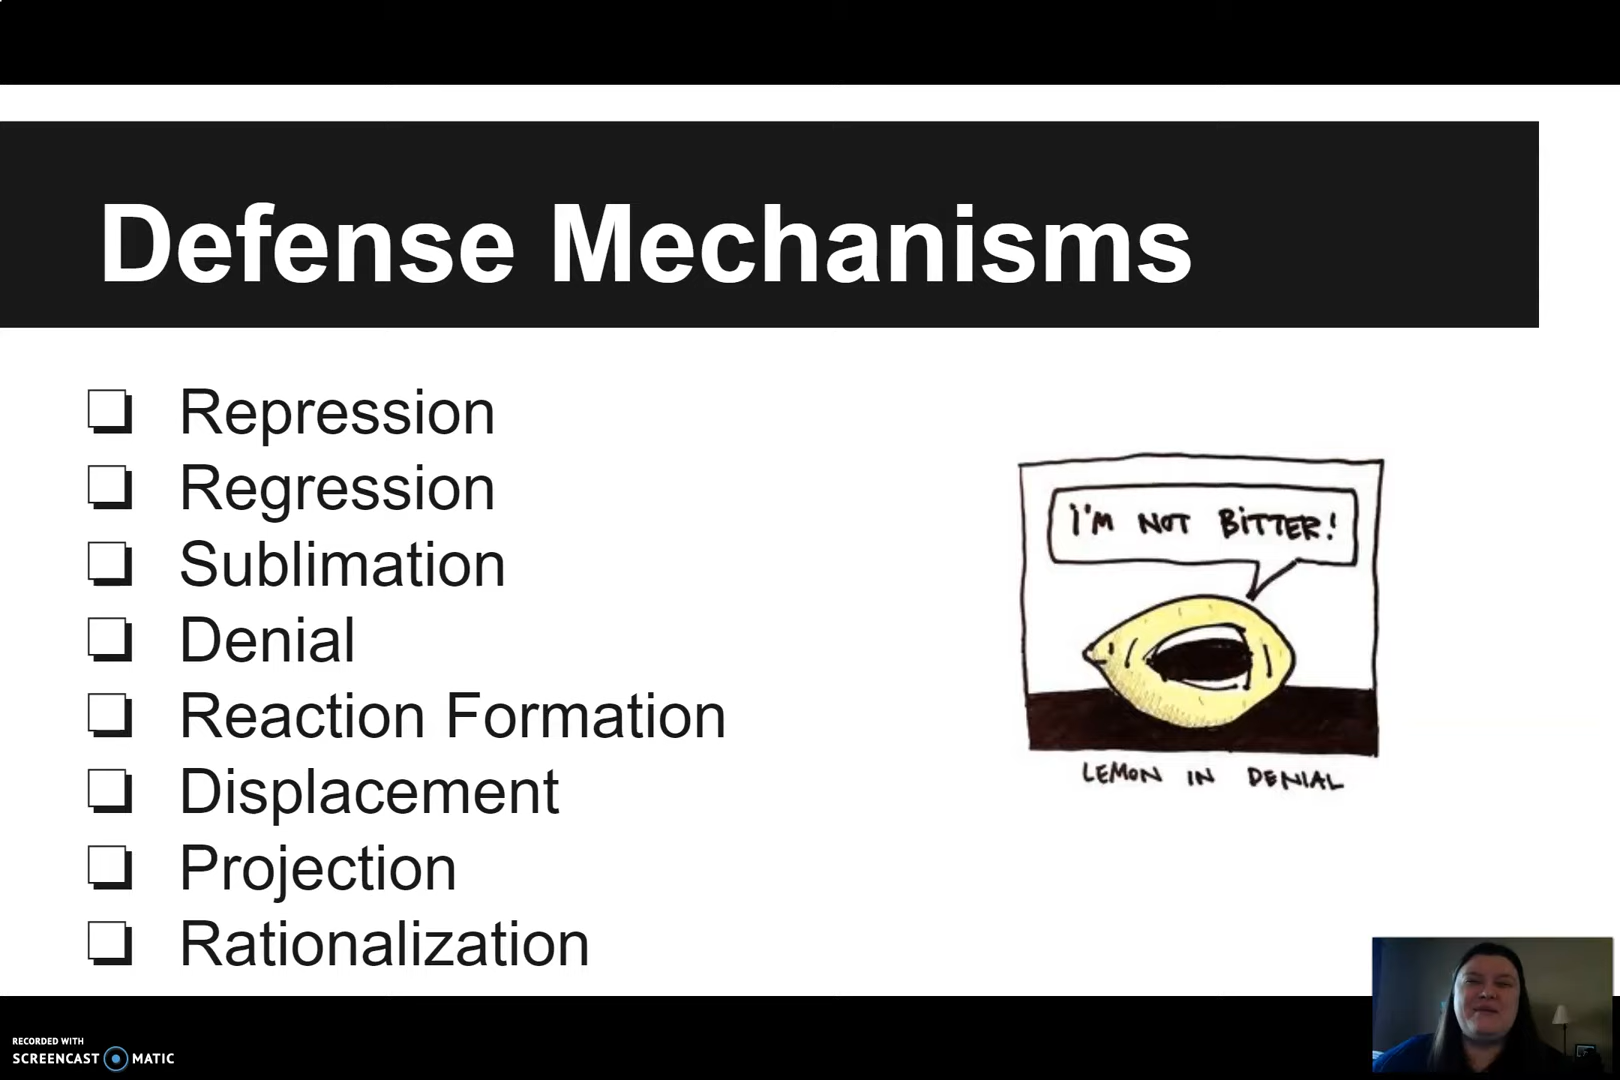 Defense Mechanisms
Repression
Regression
Sublimation
Denial
Reaction Formation
Displacement
Projection
Rationalization
I'M NOT BITTER!
LEMON IN DENIAL
RECORDED WITH
SCREENCAST MATIC